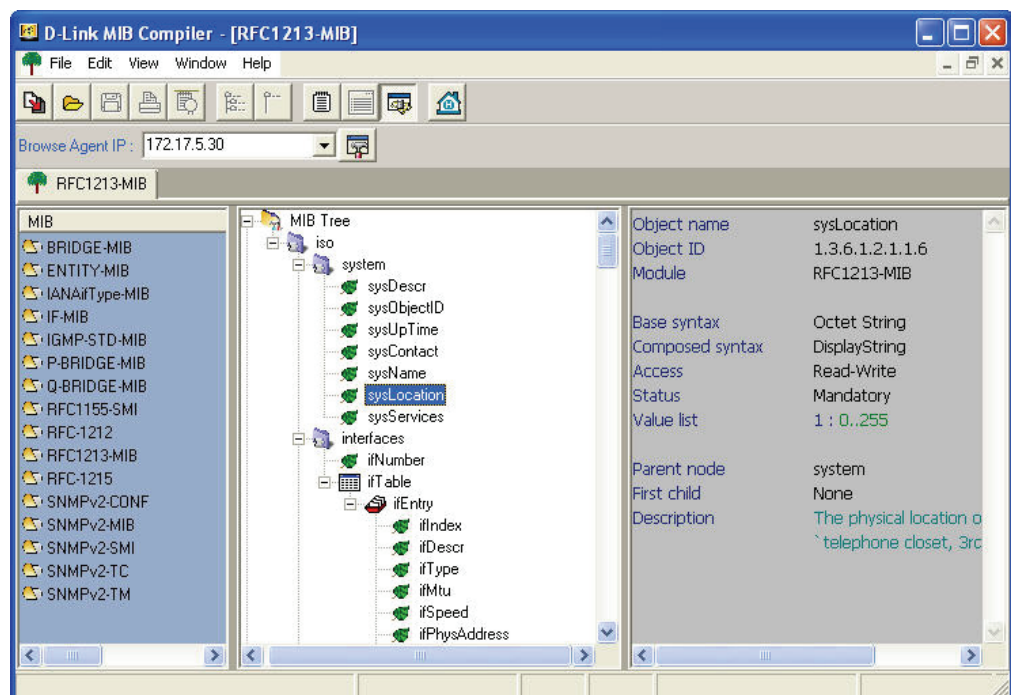 D-Link MIB Compiler - [RFC1213-MIB]
File Edit View Window Help
Browse Agent IP : 172.17.5.30
RFC1213-MIB
MIB
BRIDGE-MIB
ENTITY-MIB
IANAifType-MIB
IF-MIB
IGMP-STD-MIB
P-BRIDGE-MIB
Q-BRIDGE-MIB
RFC1155-SMI
RFC-1212
RFC1213-MIB
RFC-1215
SNMPv2-CONF
SNMPv2-MIB
SNMPv2-SMI
SNMPv2-TC
SNMPv2-TM
MIB Tree
iso
system
sysDescr
sysObjectID
sysUpTime
sysContact
sysName
sysLocation
sysServices
interfaces
ifNumber
ifTable
ifEntry
ifIndex
ifDescr
ifType
ifMtu
ifSpeed
ifPhysAddress
Object name sysLocation
Object ID 1.3.6.1.2.1.1.6
Module RFC1213-MIB
Base syntax Octet String
Composed syntax DisplayString
Access Read-Write
Status Mandatory
Value list 1 : 0..255
Parent node system
First child None
Description The physical location o
`telephone closet, 3rc